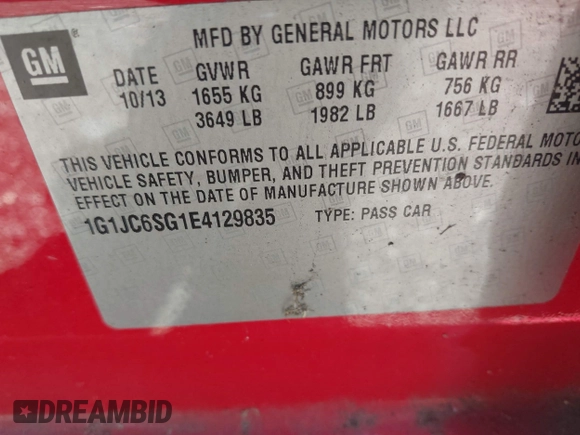 GM
®
MFD BY GENERAL MOTORS LLC
DATE GVWR GAWR FRT GAWR RR
10/13 1655 KG 899 KG 756 KG
3649 LB 1982 LB 1667 LB
THIS VEHICLE CONFORMS TO ALL APPLICABLE U.S. FEDERAL MOTO
VEHICLE SAFETY, BUMPER, AND THEFT PREVENTION STANDARDS IN
EFFECT ON THE DATE OF MANUFACTURE SHOWN ABOVE.
1G1JC6SG1E4129835 TYPE: PASS CAR
DREAMBID